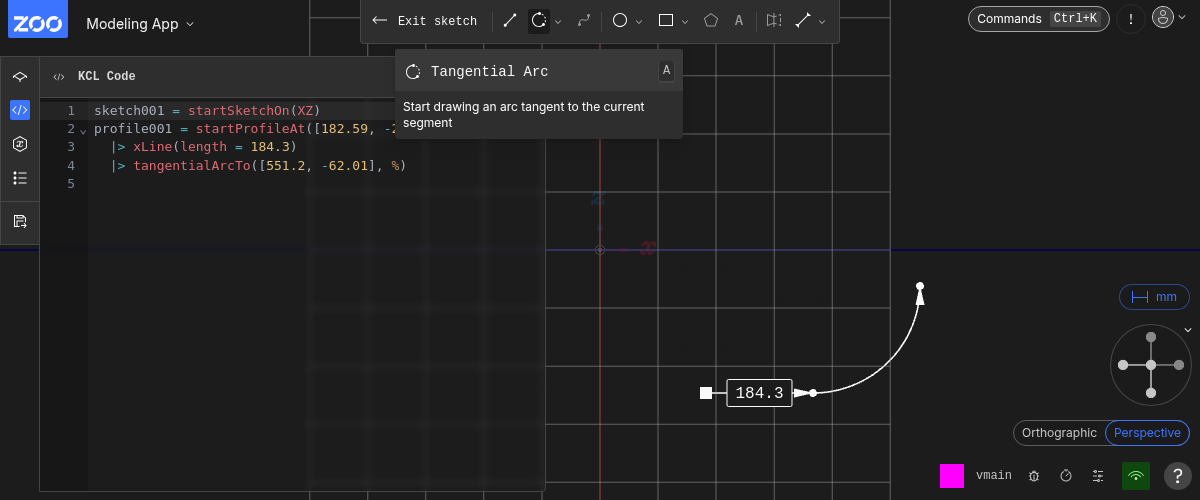 ZOO
Modeling App
Exit sketch
A
Commands Ctrl+K
!
Tangential Arc A
Start drawing an arc tangent to the current
segment
KCL Code
1 sketch001 = startSketchOn(XZ)
2 profile001 = startProfileAt([182.59, -2
3 |> xLine(length = 184.3)
4 |> tangentialArcTo([551.2, -62.01], %)
5
z
x
184.3
mm
Orthographic Perspective
vmain
?